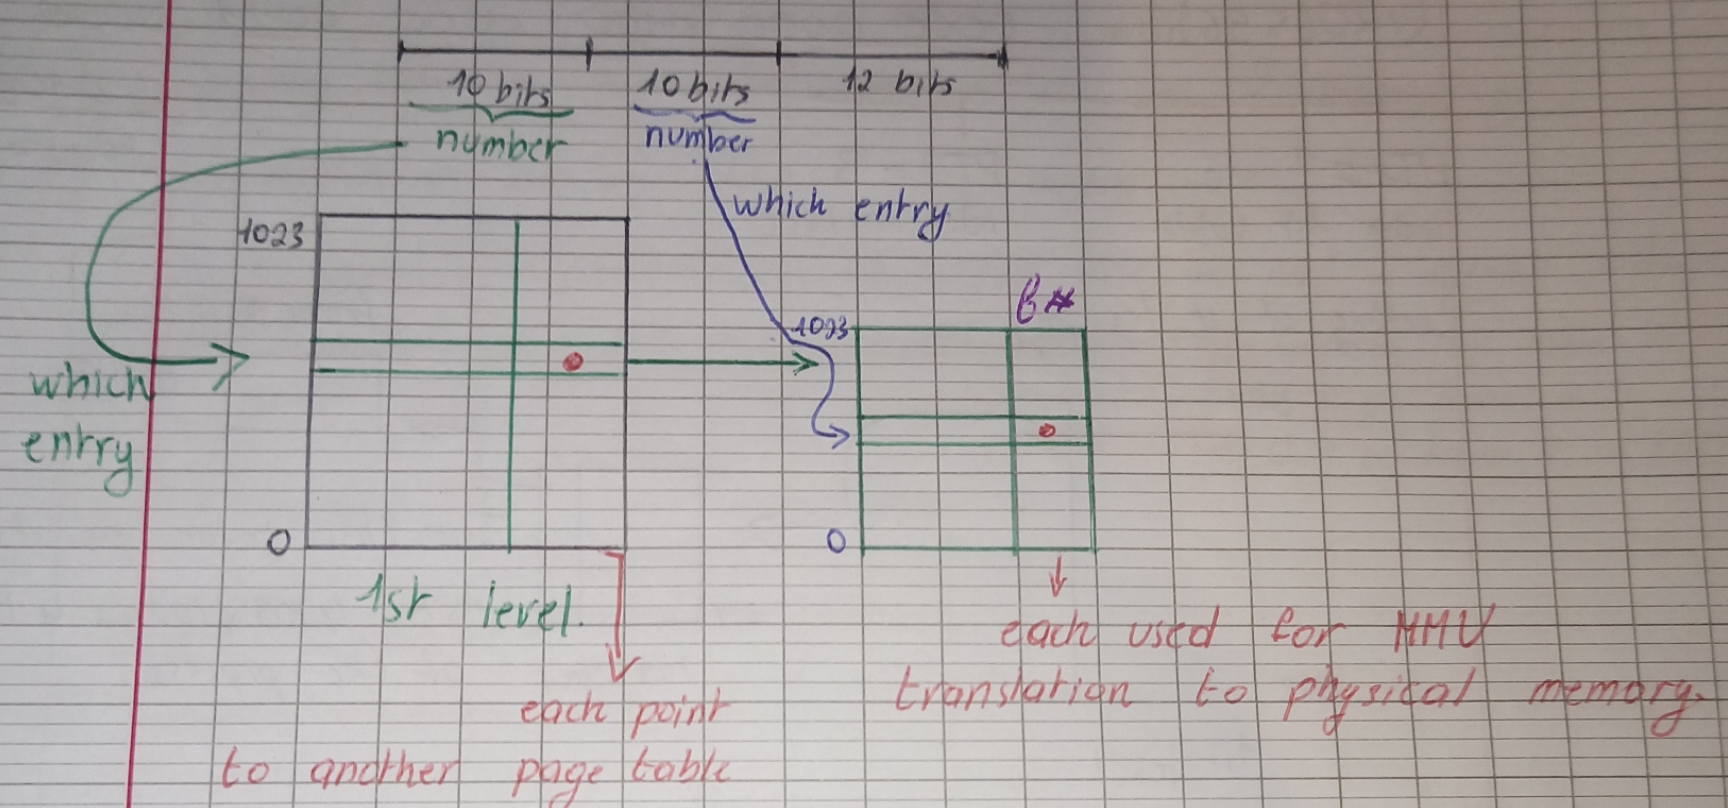 10 bits 10 bits 12 bits
number number
which entry
1023
1023
which
entry
0
0
1st level.
each point
to another page table
each used for MMU
translation to physical memory.